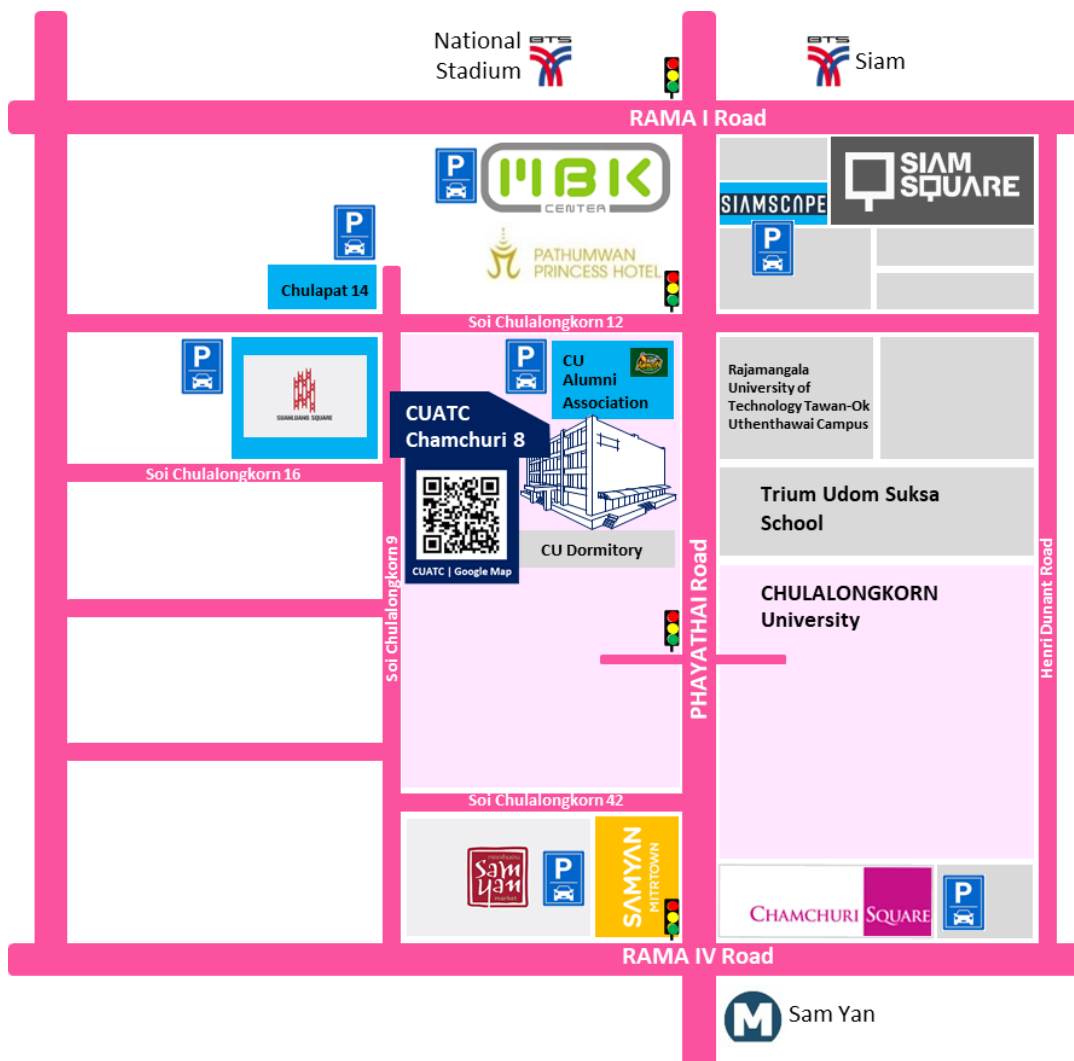 National
Stadium
BTS
BTS
Siam
RAMA I Road
P
MBK
CENTER
SIAM
SQUARE
SIAMSCAPE
P
P
PATHUMWAN
PRINCESS HOTEL
Chulapat 14
Soi Chulalongkorn 12
P
SUANLUANG SQUARE
P
CU
Alumni
Association
Rajamangala
University of
Technology Tawan-Ok
Uthenthawai Campus
CUATC
Chamchuri 8
Soi Chulalongkorn 16
Trium Udom Suksa
School
CU Dormitory
CUATC | Google Map
Soi Chulalongkorn 9
PHAYATHAI Road
Henri Dunant Road
CHULALONGKORN
University
Soi Chulalongkorn 42
Sam
yan
market
P
SAMYAN
MITRTOWN
CHAMCHURI SQUARE
P
RAMA IV Road
M
Sam Yan